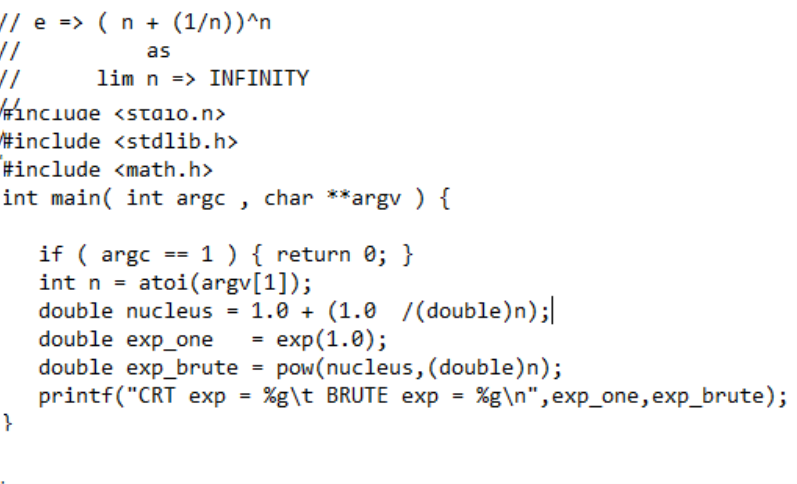 // e => ( n + (1/n))^n
// as
// lim n => INFINITY
//
#include <stdio.h>
#include <stdlib.h>
#include <math.h>
int main( int argc , char **argv ) {
if ( argc == 1 ) { return 0; }
int n = atoi(argv[1]);
double nucleus = 1.0 + (1.0 /(double)n);
double exp_one = exp(1.0);
double exp_brute = pow(nucleus,(double)n);
printf("CRT exp = %g\t BRUTE exp = %g\n",exp_one,exp_brute);
}